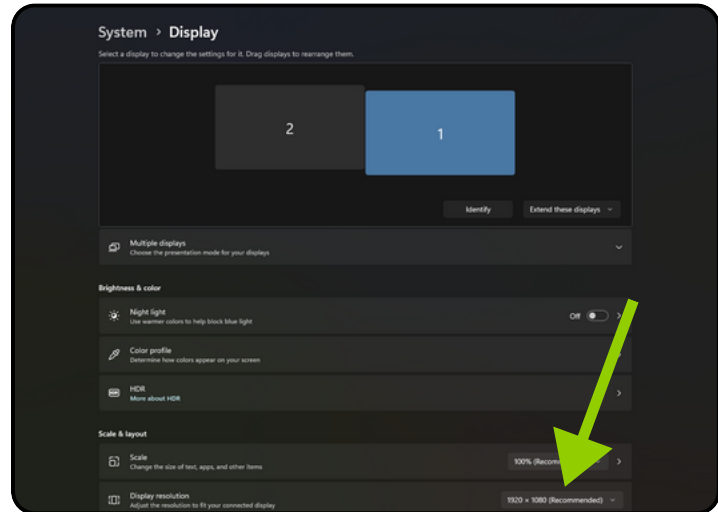 System > Display
Select a display to change the settings for it. Drag displays to rearrange them.
2
1
Identify
Extend these displays
Multiple displays
Choose the presentation mode for your displays
Brightness & color
Night light
Off
Use warmer colors to help block blue light
Color profile
Determine how colors appear on your screen
HDR
HDR
More about HDR
Scale & layout
Scale
100%
Change the size of text, apps, and other items
Display resolution
1920 × 1080 (Recommended)
Adjust the resolution to fit your connected display